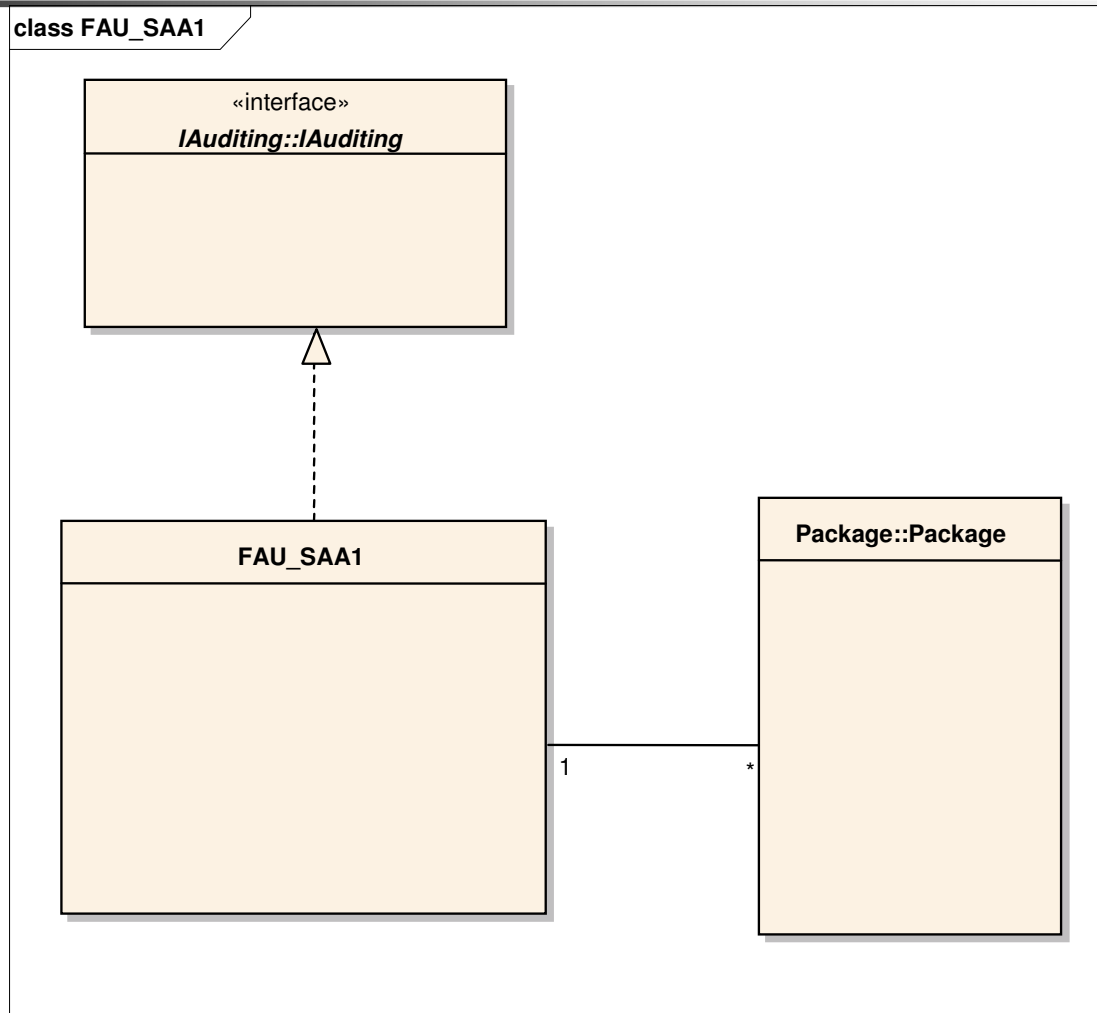 class FAU_SAA1
«interface»
IAuditing::IAuditing
FAU_SAA1
Package::Package
1
*